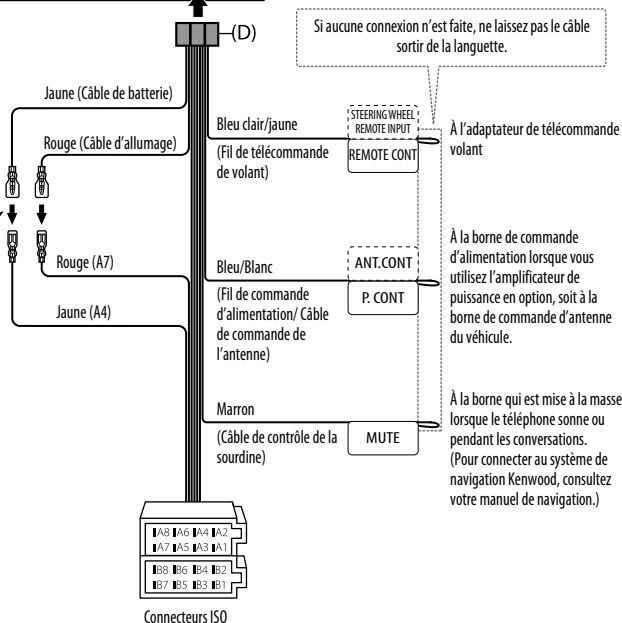 Si aucune connexion n'est faite, ne laissez pas le câble
sortir de la languette.
(D)
Jaune (Câble de batterie)
Rouge (Câble d'allumage)
Rouge (A7)
Jaune (A4)
Bleu clair/jaune
(Fil de télécommande
de volant)
STEERING WHEEL
REMOTE INPUT
REMOTE CONT
À l'adaptateur de télécommande
volant
Bleu/Blanc
(Fil de commande
d'alimentation/ Câble
de commande de
l'antenne)
ANT.CONT
P. CONT
À la borne de commande
d'alimentation lorsque vous
utilisez l'amplificateur de
puissance en option, soit à la
borne de commande d'antenne
du véhicule.
Marron
(Câble de contrôle de la
sourdine)
MUTE
À la borne qui est mise à la masse
lorsque le téléphone sonne ou
pendant les conversations.
(Pour connecter au système de
navigation Kenwood, consultez
votre manuel de navigation.)
A8 A6 A4 A2
A7 A5 A3 A1
B8 B6 B4 B2
B7 B5 B3 B1
Connecteurs ISO